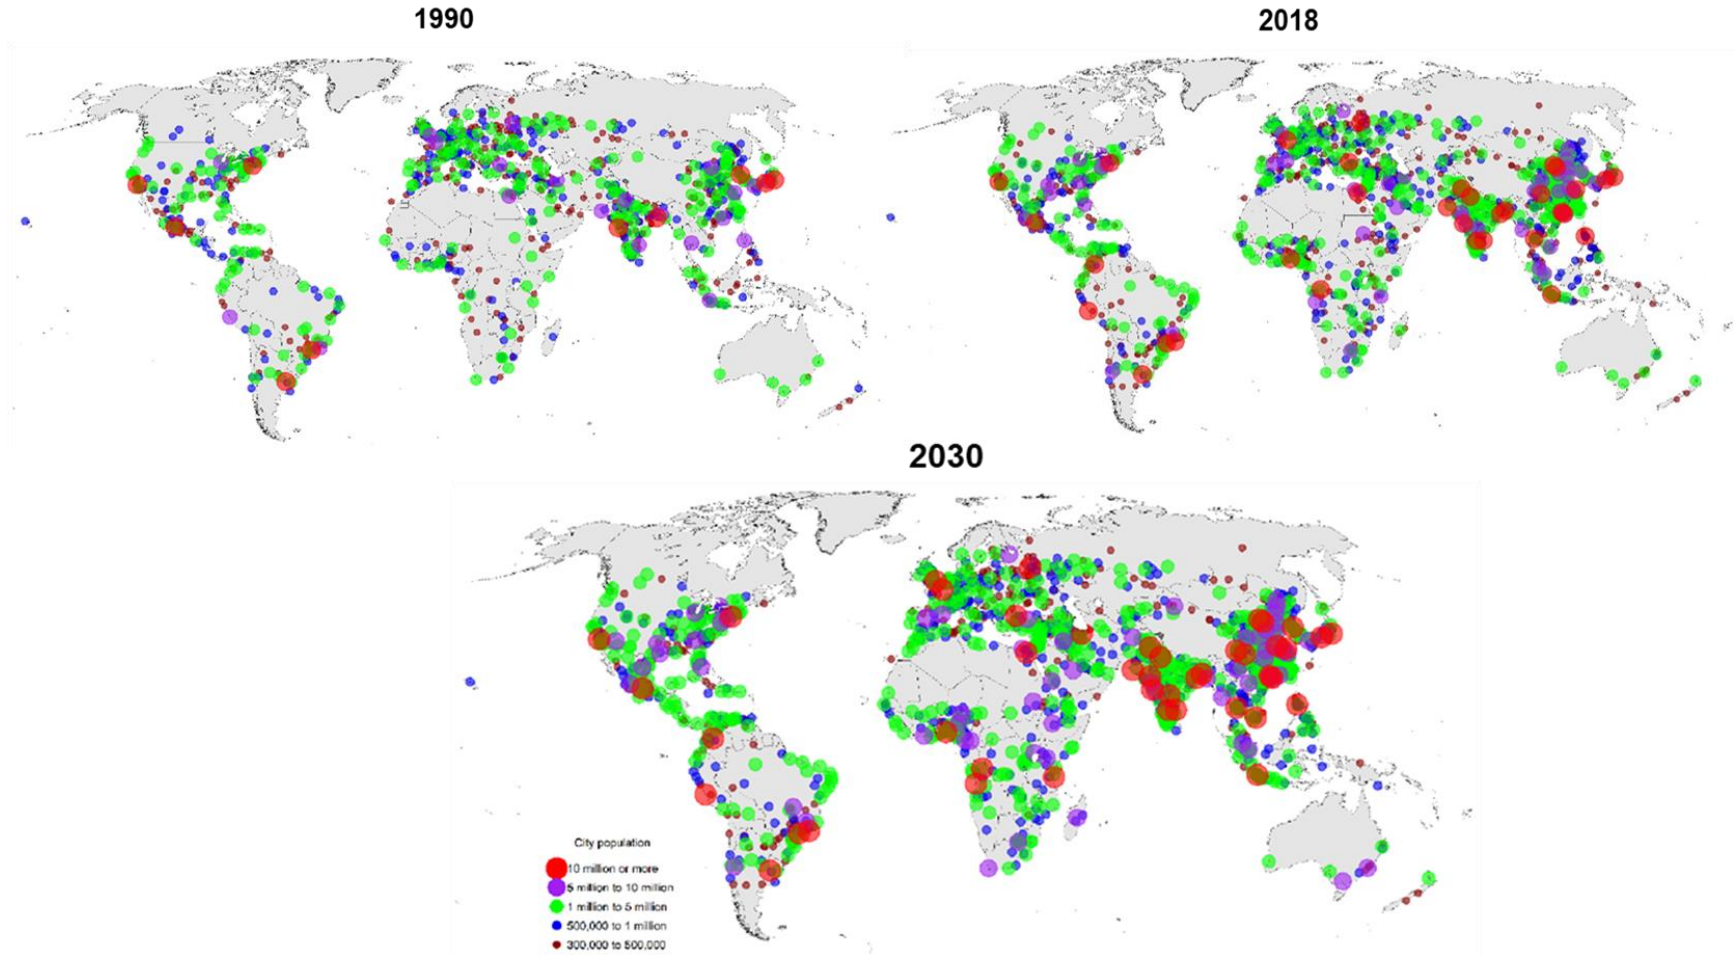 1990
2018
2030
City population
10 million or more
5 million to 10 million
1 million to 5 million
500,000 to 1 million
300,000 to 500,000